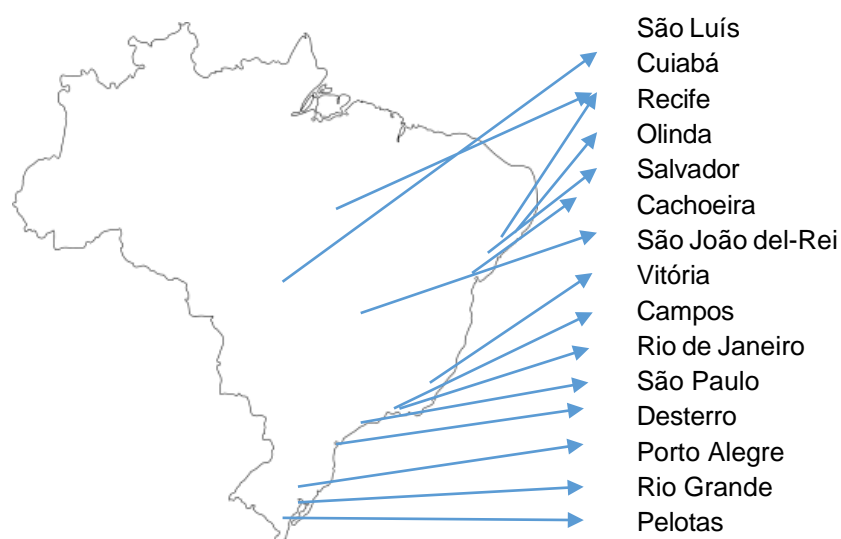 São Luís
Cuiabá
Recife
Olinda
Salvador
Cachoeira
São João del-Rei
Vitória
Campos
Rio de Janeiro
São Paulo
Desterro
Porto Alegre
Rio Grande
Pelotas